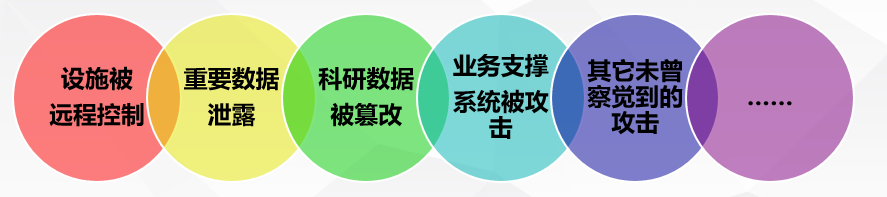 设施被
远程控制
重要数据
泄露
科研数据
被篡改
业务支撑
系统被攻
击
其它未曾
察觉到的
攻击
......